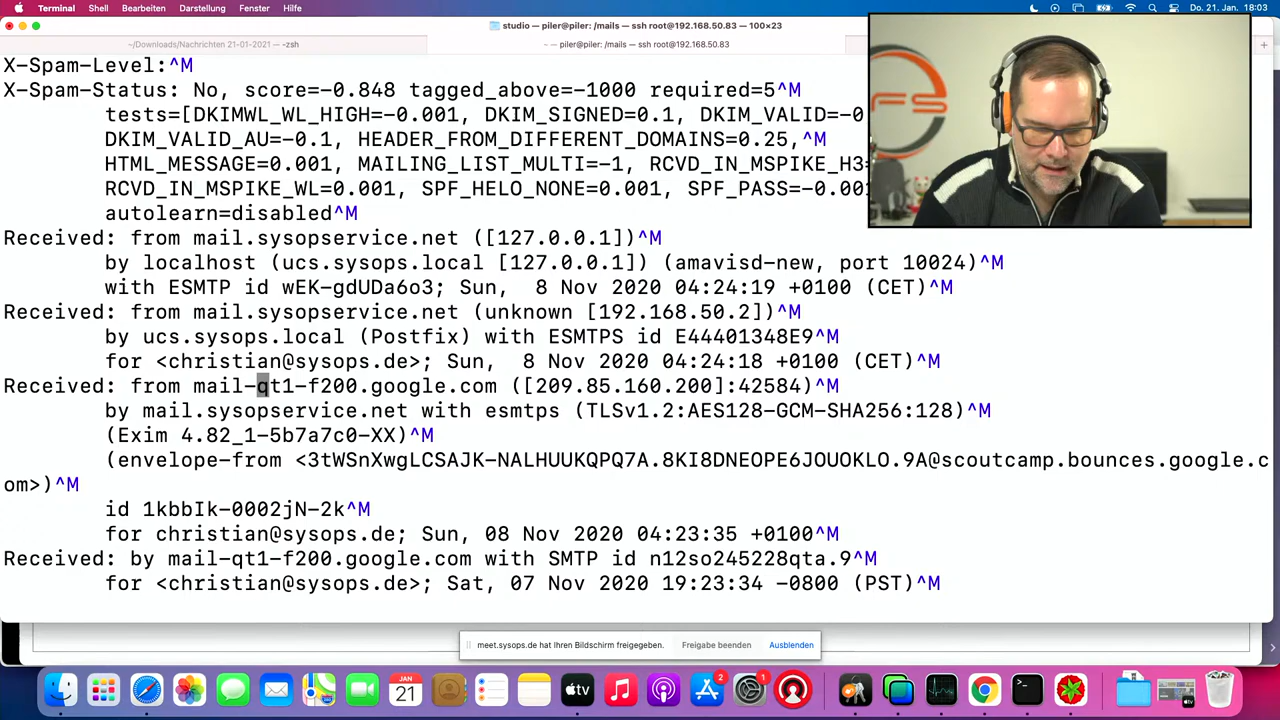 Terminal Shell Bearbeiten Darstellung Fenster Hilfe Do. 21. Jan. 18:03
studio — piler@piler: /mails — ssh root@192.168.50.83 — 100×23
~/Downloads/Nachrichten 21-01-2021 — -zsh ~ — piler@piler: /mails — ssh root@192.168.50.83
X-Spam-Level:^M
X-Spam-Status: No, score=-0.848 tagged_above=-1000 required=5^M
tests=[DKIMWL_WL_HIGH=-0.001, DKIM_SIGNED=0.1, DKIM_VALID=-0
DKIM_VALID_AU=-0.1, HEADER_FROM_DIFFERENT_DOMAINS=0.25,^M
HTML_MESSAGE=0.001, MAILING_LIST_MULTI=-1, RCVD_IN_MSPIKE_H3=
RCVD_IN_MSPIKE_WL=0.001, SPF_HELO_NONE=0.001, SPF_PASS=-0.001
autolearn=disabled^M
Received: from mail.sysopservice.net ([127.0.0.1])^M
by localhost (ucs.sysops.local [127.0.0.1]) (amavisd-new, port 10024)^M
with ESMTP id wEK-gdUDa6o3; Sun,  8 Nov 2020 04:24:19 +0100 (CET)^M
Received: from mail.sysopservice.net (unknown [192.168.50.2])^M
by ucs.sysops.local (Postfix) with ESMTPS id E44401348E9^M
for <christian@sysops.de>; Sun,  8 Nov 2020 04:24:18 +0100 (CET)^M
Received: from mail-qt1-f200.google.com ([209.85.160.200]:42584)^M
by mail.sysopservice.net with esmtps (TLSv1.2:AES128-GCM-SHA256:128)^M
(Exim 4.82_1-5b7a7c0-XX)^M
(envelope-from <3tWSnXwgLCSAJK-NALHUUKQPQ7A.8KI8DNEOPE6JOUOKLO.9A@scoutcamp.bounces.google.c
om>)^M
id 1kbbIk-0002jN-2k^M
for christian@sysops.de; Sun, 08 Nov 2020 04:23:35 +0100^M
Received: by mail-qt1-f200.google.com with SMTP id n12so245228qta.9^M
for <christian@sysops.de>; Sat, 07 Nov 2020 19:23:34 -0800 (PST)^M
meet.sysops.de hat Ihren Bildschirm freigegeben. Freigabe beenden Ausblenden
JAN
21
tv
2
1